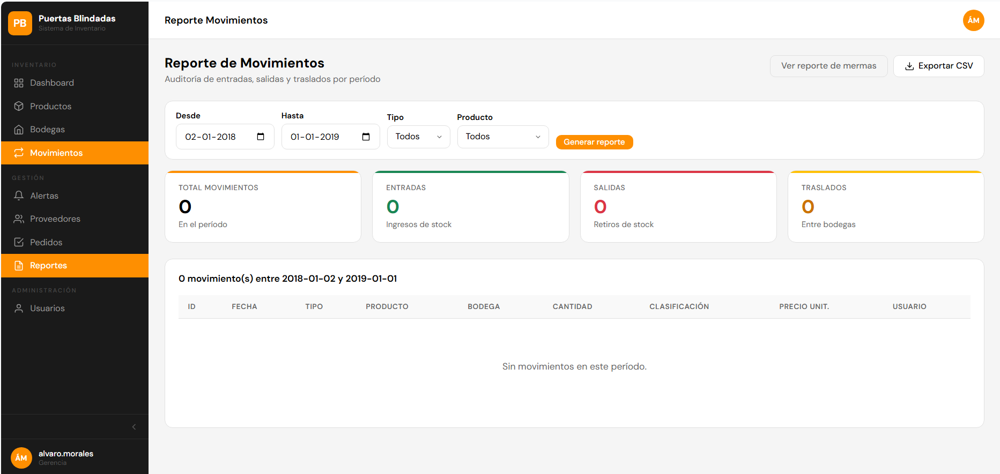 PB
Puertas Blindadas
Sistema de Inventario
INVENTARIO
Dashboard
Productos
Bodegas
Movimientos
GESTIÓN
Alertas
Proveedores
Pedidos
Reportes
ADMINISTRACIÓN
Usuarios
ÁM
alvaro.morales
Gerencia
Reporte Movimientos
ÁM
Reporte de Movimientos
Auditoría de entradas, salidas y traslados por período
Ver reporte de mermas
Exportar CSV
Desde
Hasta
Tipo
Producto
02-01-2018
01-01-2019
Todos
Todos
Generar reporte
TOTAL MOVIMIENTOS
0
En el período
ENTRADAS
0
Ingresos de stock
SALIDAS
0
Retiros de stock
TRASLADOS
0
Entre bodegas
0 movimiento(s) entre 2018-01-02 y 2019-01-01
ID FECHA TIPO PRODUCTO BODEGA CANTIDAD CLASIFICACIÓN PRECIO UNIT. USUARIO
Sin movimientos en este período.